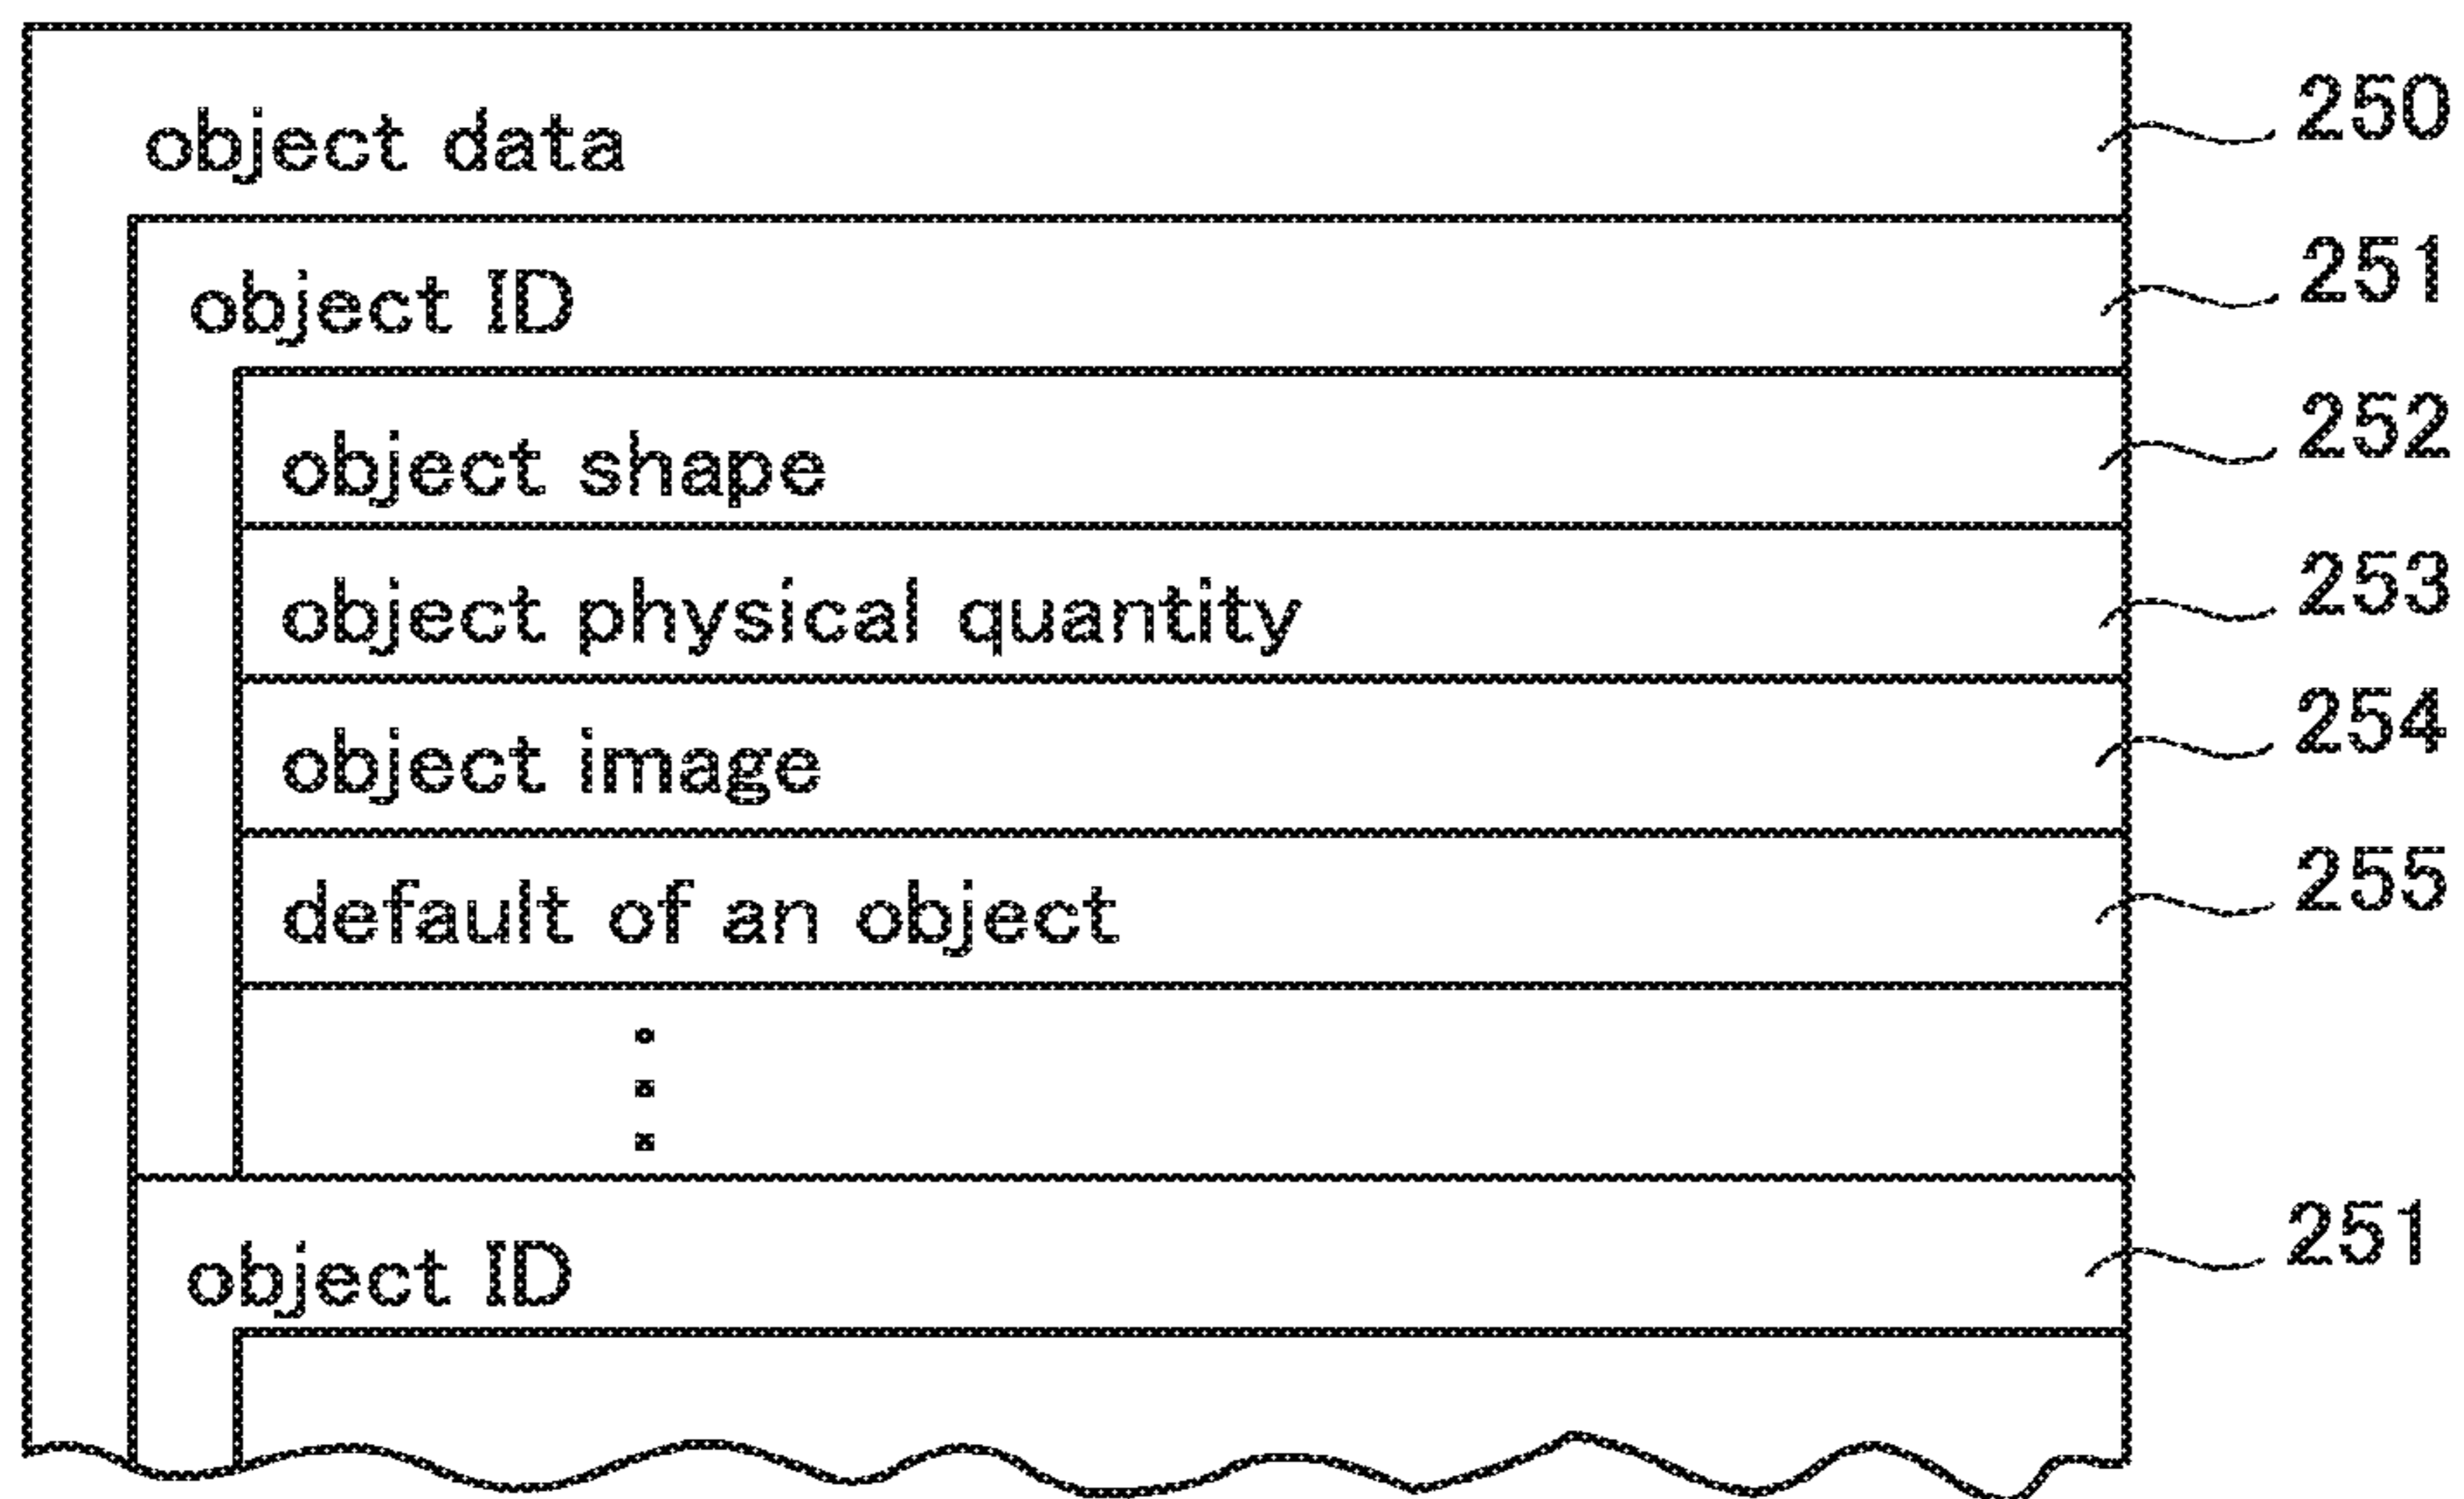 object data 250
object ID 251
object shape 252
object physical quantity 253
object image 254
default of an object 255
object ID 251